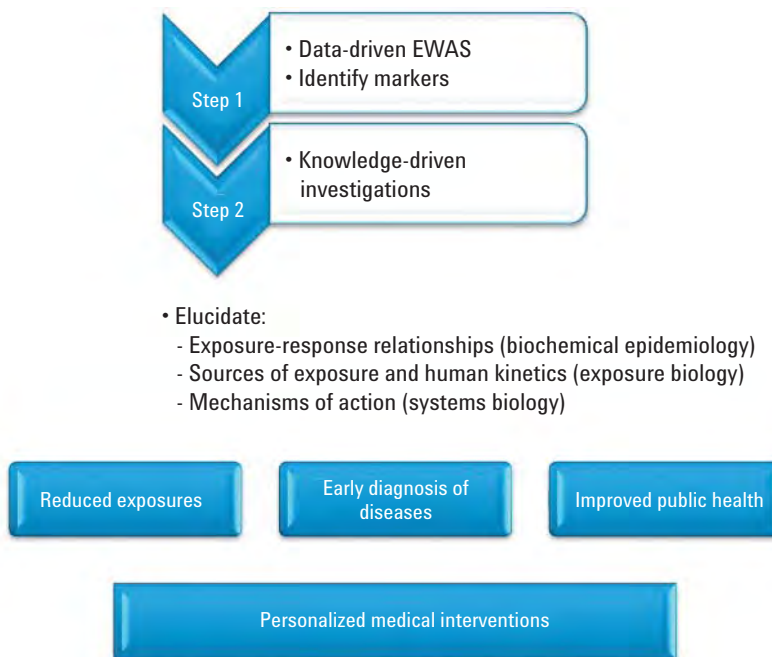 Step 1
• Data-driven EWAS
• Identify markers
Step 2
• Knowledge-driven
investigations
• Elucidate:
- Exposure-response relationships (biochemical epidemiology)
- Sources of exposure and human kinetics (exposure biology)
- Mechanisms of action (systems biology)
Reduced exposures
Early diagnosis of
diseases
Improved public health
Personalized medical interventions